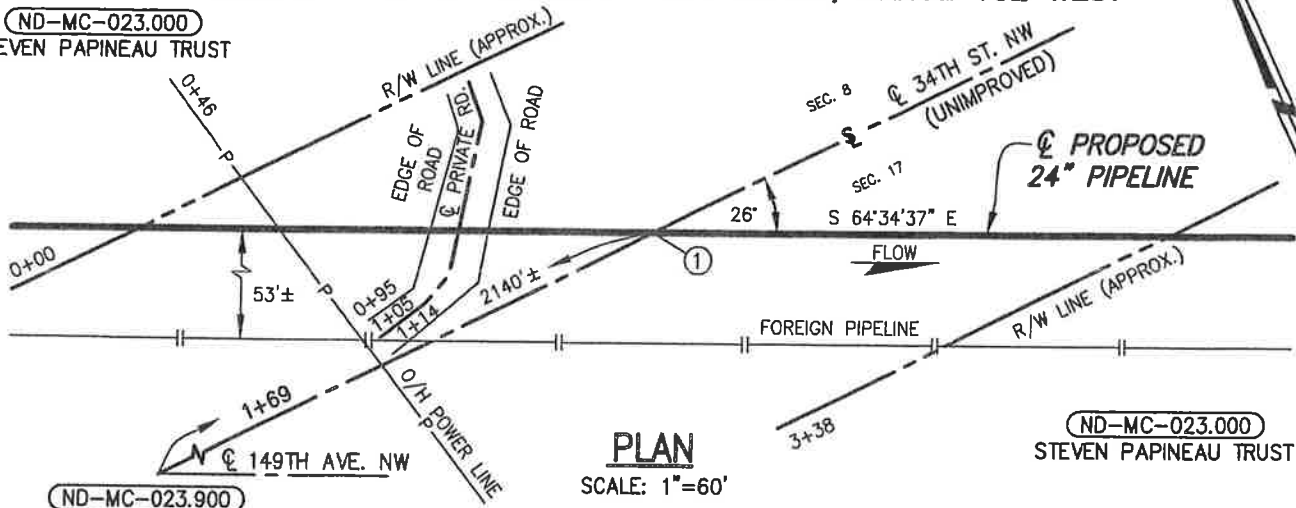 ND-MC-023.000
STEVEN PAPINEAU TRUST
0+46
R/W LINE (APPROX.)
EDGE OF
ROAD
℄ PRIVATE RD.
EDGE OF ROAD
SEC. 8
℄ 34TH ST. NW
(UNIMPROVED)
SEC. 17
℄ PROPOSED
24" PIPELINE
26°
S 64°34'37" E
FLOW
1
0+00
53'±
0+95
1+05
1+14
2140'±
FOREIGN PIPELINE
R/W LINE (APPROX.)
P
P
P
O/H POWER LINE
1+69
℄ 149TH AVE. NW
ND-MC-023.900
PLAN
SCALE: 1"=60'
3+38
ND-MC-023.000
STEVEN PAPINEAU TRUST